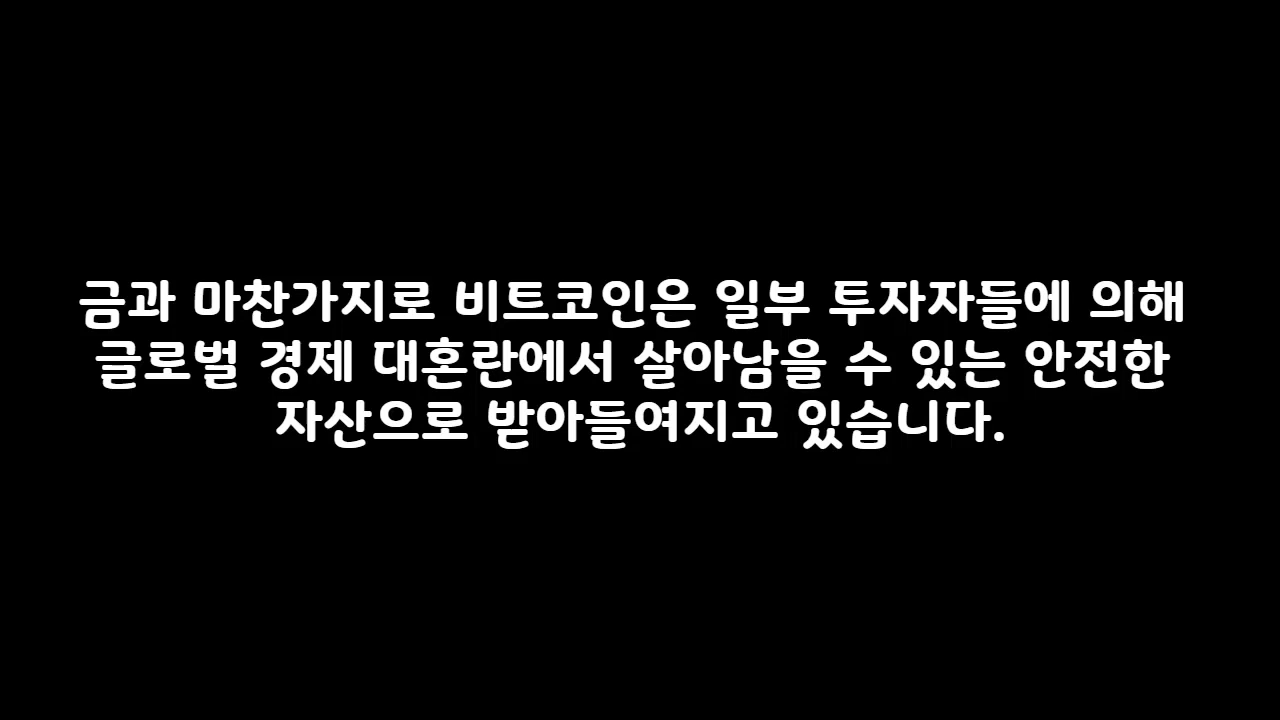 금과 마찬가지로 비트코인은 일부 투자자들에 의해
글로벌 경제 대혼란에서 살아남을 수 있는 안전한
자산으로 받아들여지고 있습니다.